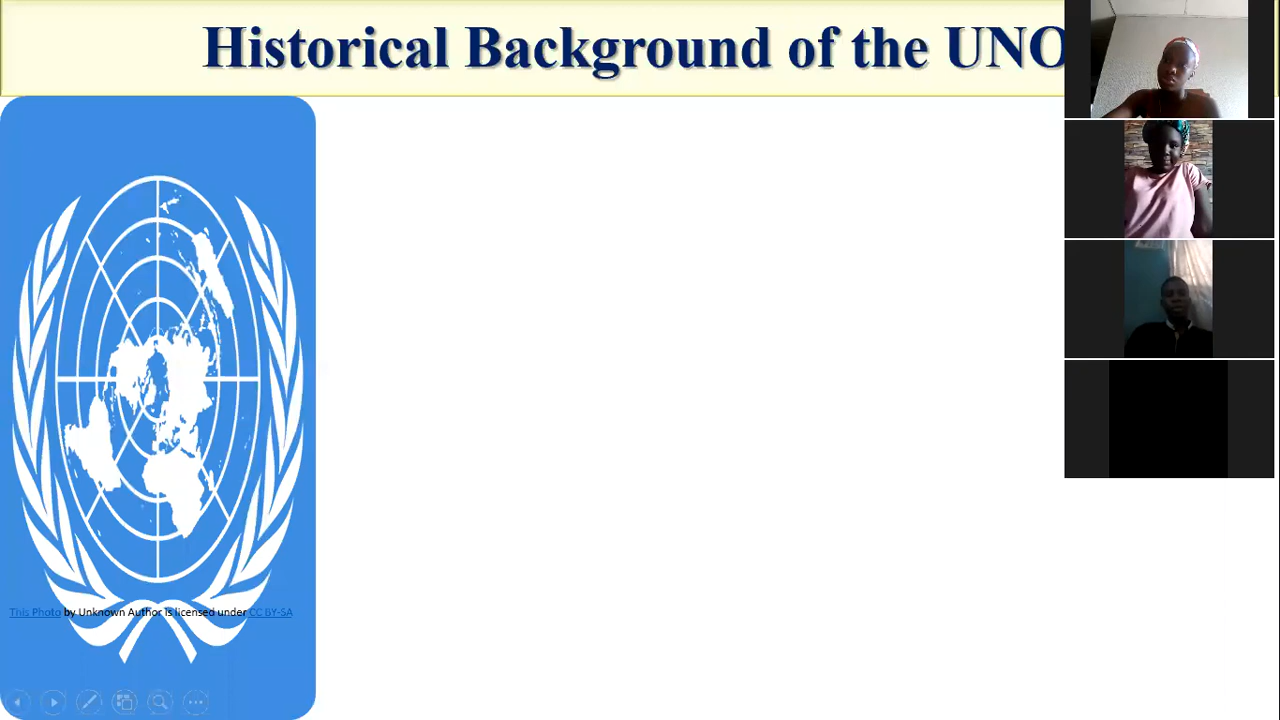 Historical Background of the UNO
This Photo by Unknown Author is licensed under CC BY-SA